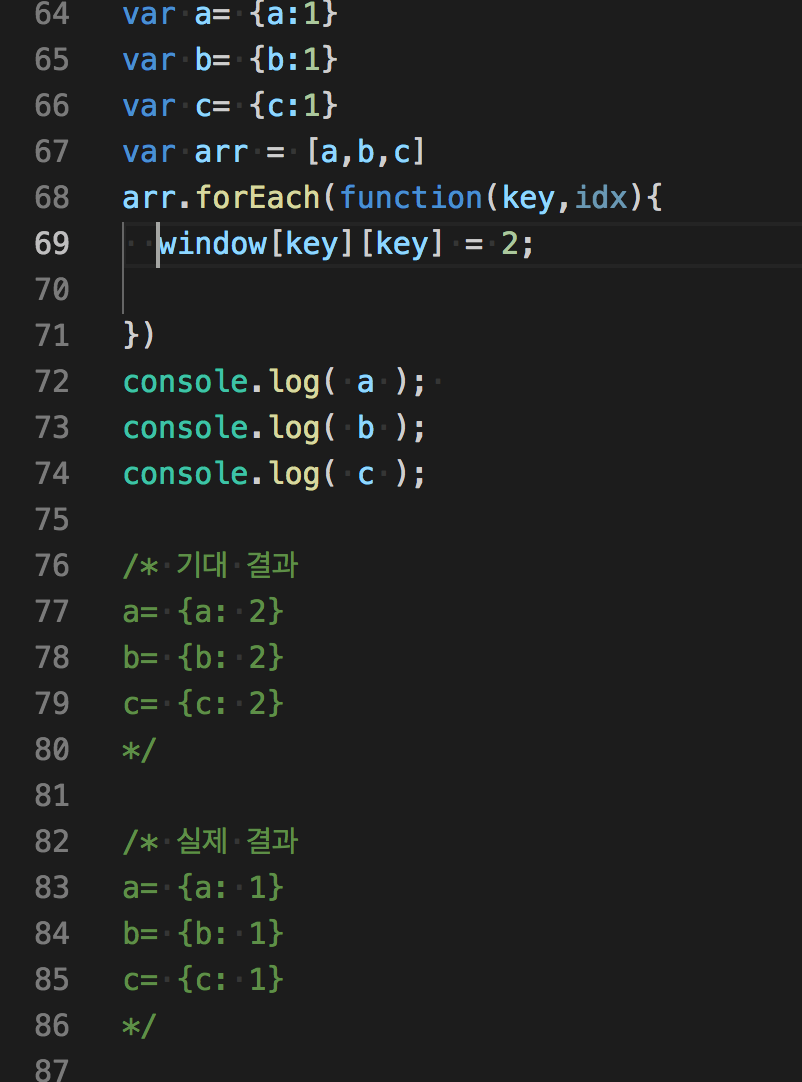 64 var a= {a:1}
65 var b= {b:1}
66 var c= {c:1}
67 var arr = [a,b,c]
68 arr.forEach(function(key,idx){
69   window[key][key] = 2;
70
71 })
72 console.log( a );
73 console.log( b );
74 console.log( c );
75
76 /* 기대 결과
77 a= {a: 2}
78 b= {b: 2}
79 c= {c: 2}
80 */
81
82 /* 실제 결과
83 a= {a: 1}
84 b= {b: 1}
85 c= {c: 1}
86 */
87